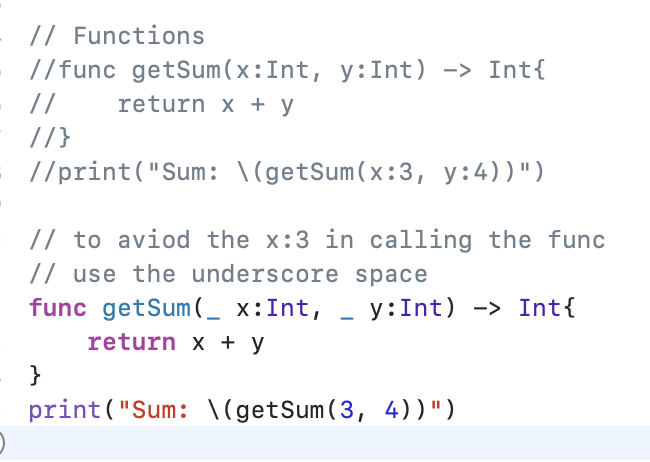 // Functions
//func getSum(x:Int, y:Int) -> Int{
//    return x + y
//}
//print("Sum: \(getSum(x:3, y:4))")
// to aviod the x:3 in calling the func
// use the underscore space
func getSum(_ x:Int, _ y:Int) -> Int{
    return x + y
}
print("Sum: \(getSum(3, 4))")